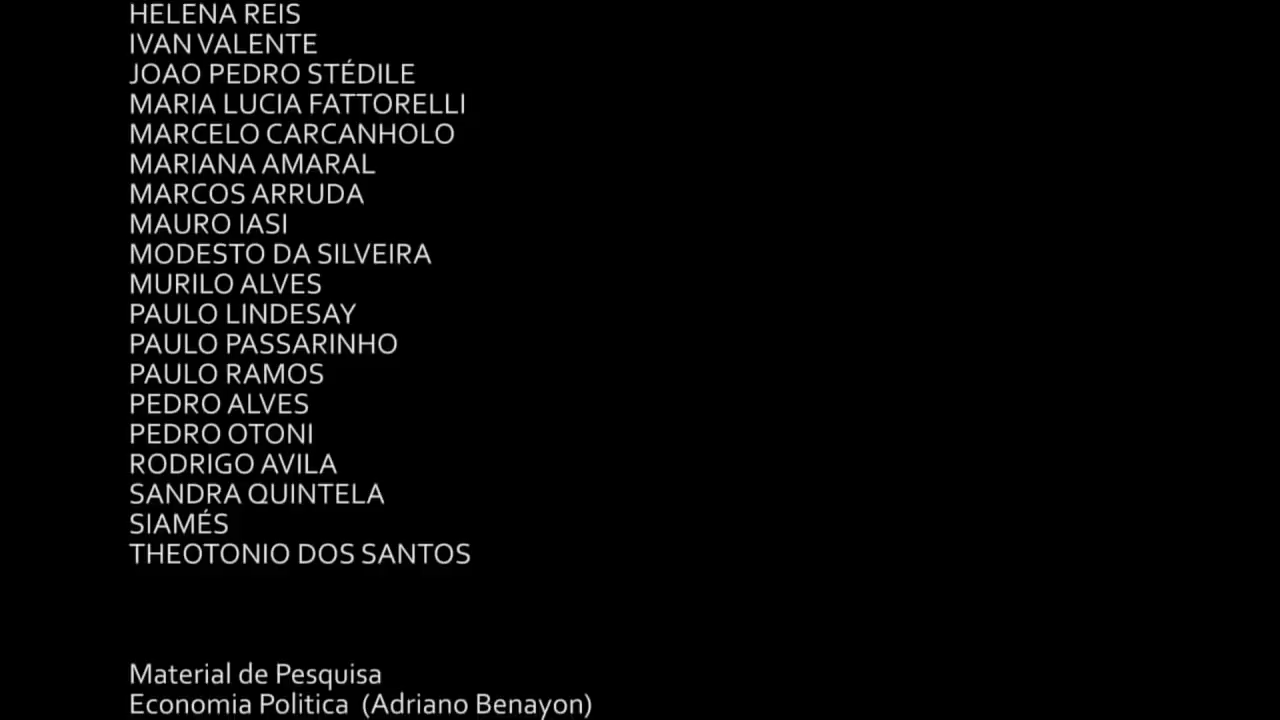 HELENA REIS
IVAN VALENTE
JOAO PEDRO STÉDILE
MARIA LUCIA FATTORELLI
MARCELO CARCANHOLO
MARIANA AMARAL
MARCOS ARRUDA
MAURO IASI
MODESTO DA SILVEIRA
MURILO ALVES
PAULO LINDESAY
PAULO PASSARINHO
PAULO RAMOS
PEDRO ALVES
PEDRO OTONI
RODRIGO AVILA
SANDRA QUINTELA
SIAMÉS
THEOTONIO DOS SANTOS
Material de Pesquisa
Economia Politica (Adriano Benayon)